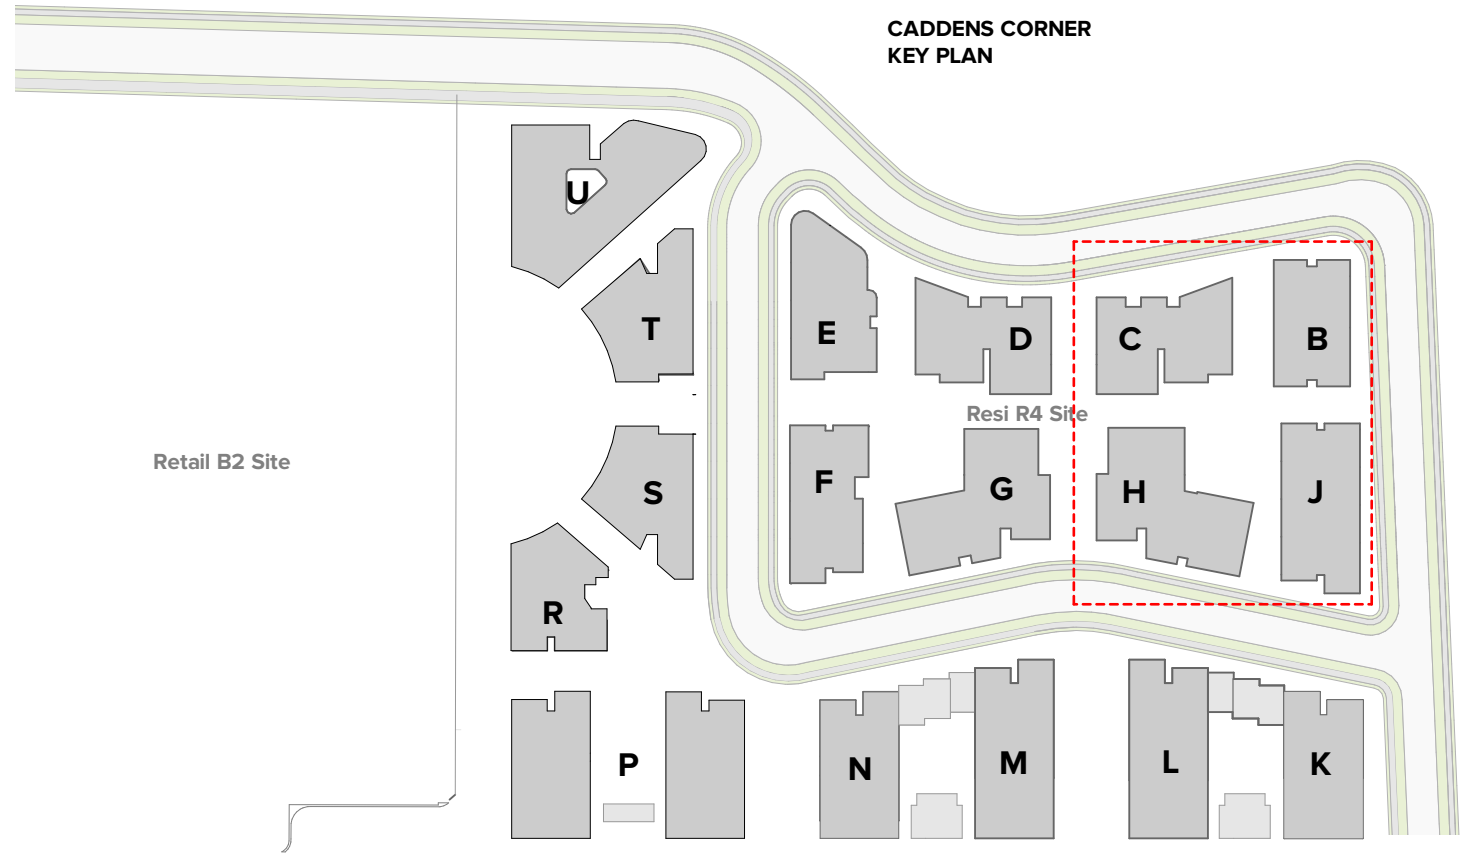 CADDENS CORNER
KEY PLAN
U
T
E
D
C
B
Resi R4 Site
Retail B2 Site
S
F
G
H
J
R
P
N
M
L
K